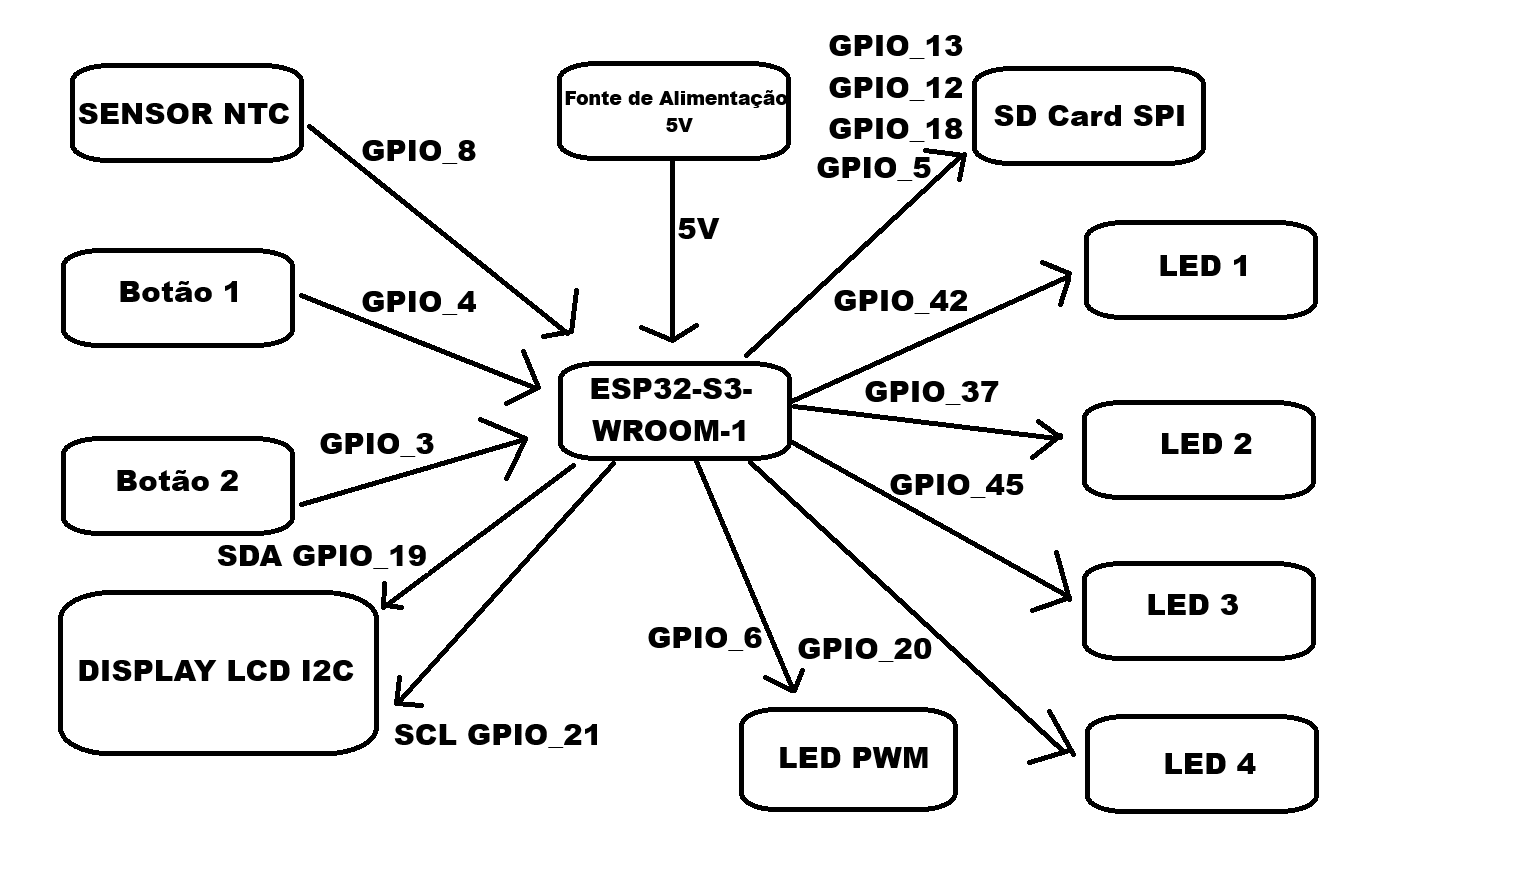 SENSOR NTC
GPIO_8
Fonte de Alimentação
5V
5V
GPIO_13
GPIO_12
GPIO_18
GPIO_5
SD Card SPI
Botão 1
GPIO_4
GPIO_42
LED 1
ESP32-S3-
WROOM-1
GPIO_37
LED 2
Botão 2
GPIO_3
GPIO_45
LED 3
SDA GPIO_19
DISPLAY LCD I2C
SCL GPIO_21
GPIO_6
LED PWM
GPIO_20
LED 4